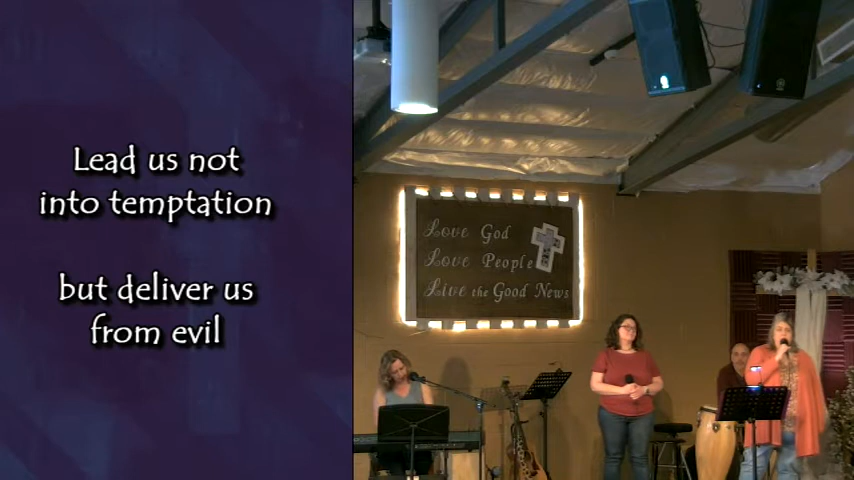 Lead us not
into temptation
but deliver us
from evil
Love God
Love People
Live the Good News